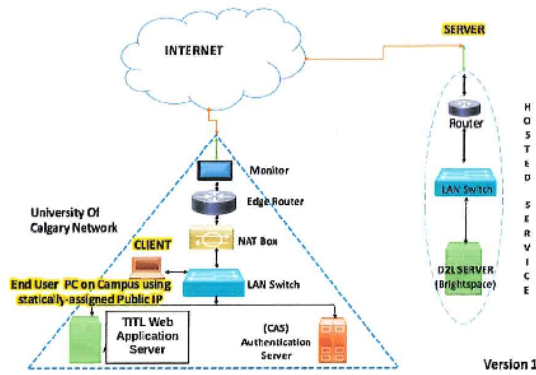 SERVER
INTERNET
Router
HOSTED SERVICE
Monitor
LAN Switch
Edge Router
University Of
Calgary Network
NAT Box
CLIENT
D2L SERVER
(Brightspace)
End User PC on Campus using
statically-assigned Public IP
LAN Switch
TITL Web
Application
Server
(CAS)
Authentication
Server
Version 1